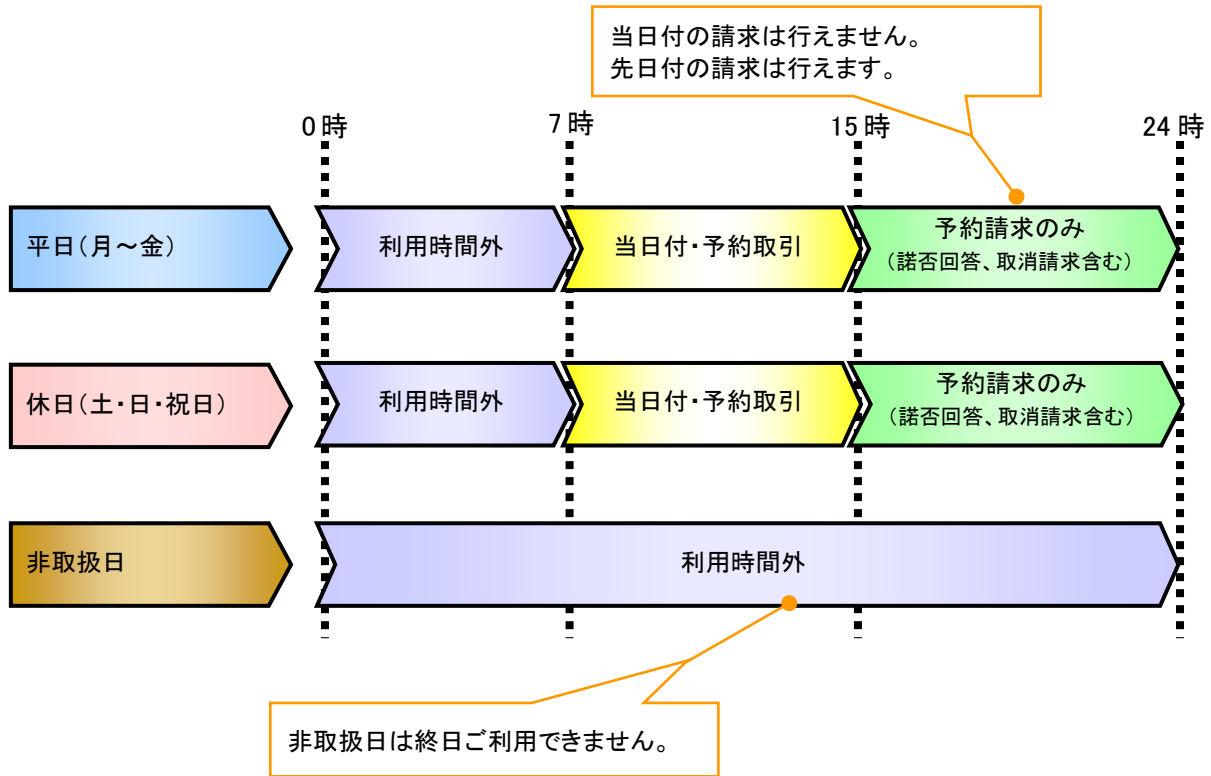 当日付の請求は行えません。
先日付の請求は行えます。
0時
7時
15時
24時
平日(月～金)
利用時間外
当日付・予約取引
予約請求のみ
(諾否回答、取消請求含む)
休日(土・日・祝日)
利用時間外
当日付・予約取引
予約請求のみ
(諾否回答、取消請求含む)
非取扱日
利用時間外
非取扱日は終日ご利用できません。